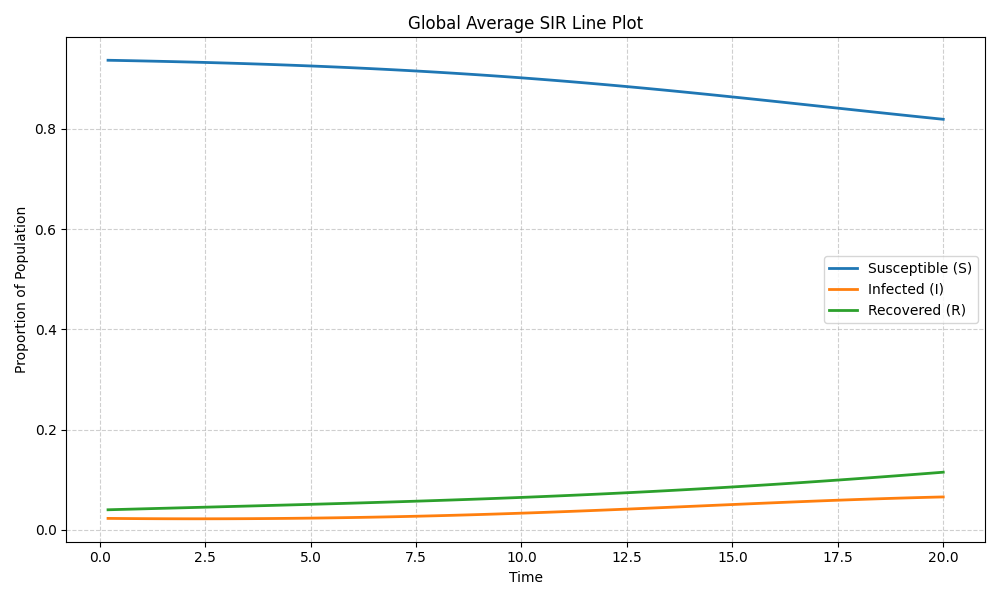 Global Average SIR Line Plot
Proportion of Population
0.8
0.6
0.4
0.2
0.0
Susceptible (S)
Infected (I)
Recovered (R)
0.0 2.5 5.0 7.5 10.0 12.5 15.0 17.5 20.0
Time